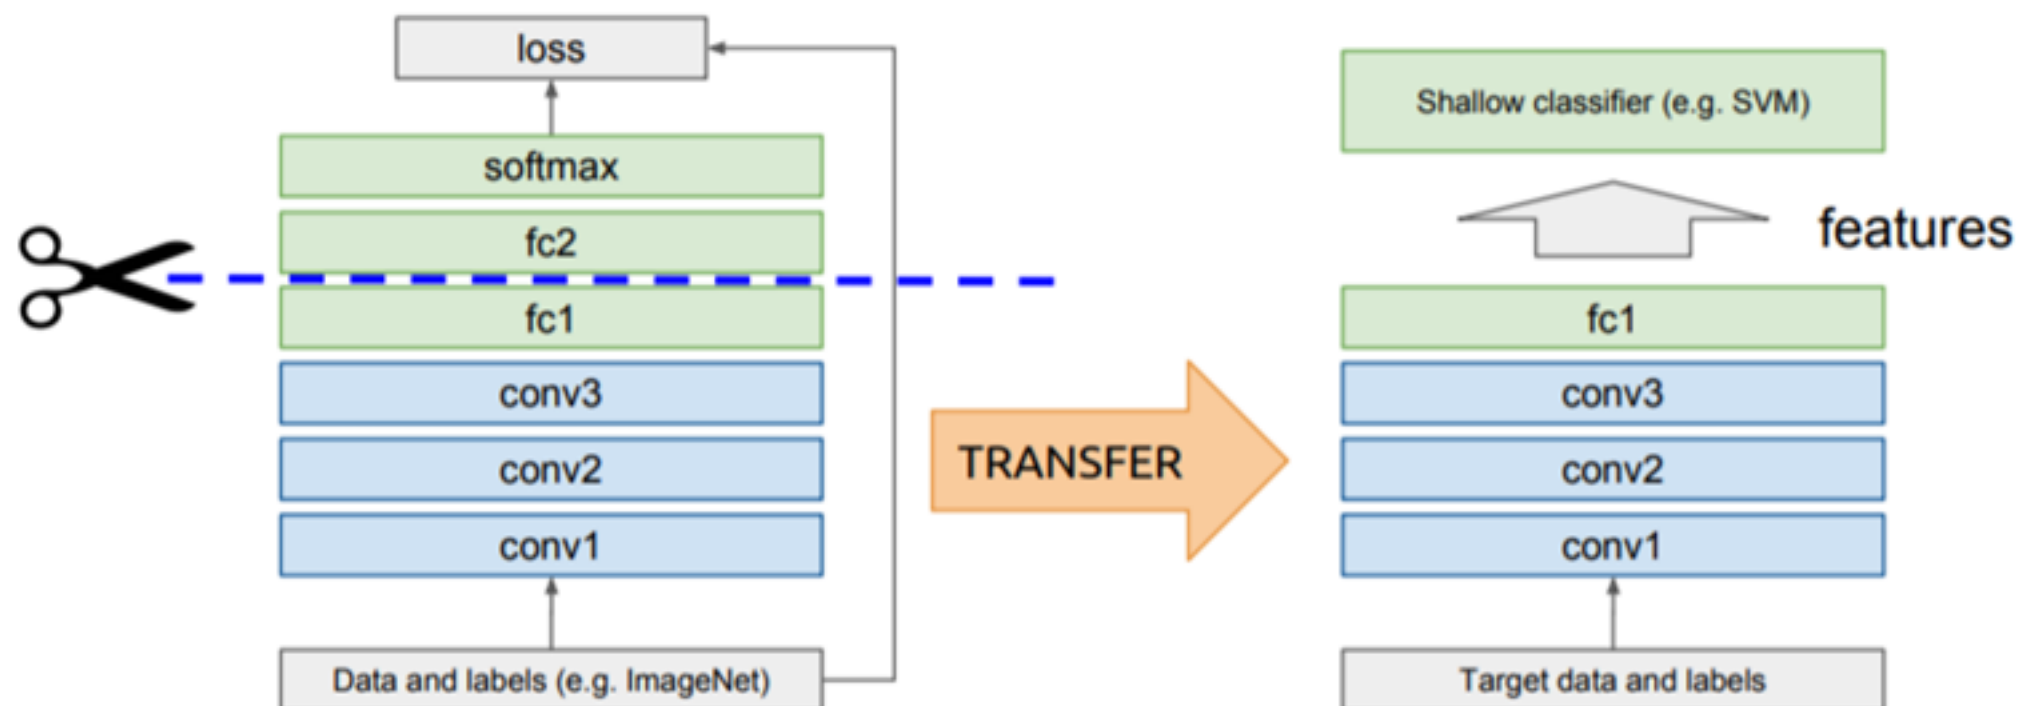 loss
softmax
fc2
fc1
conv3
conv2
conv1
Data and labels (e.g. ImageNet)
TRANSFER
Shallow classifier (e.g. SVM)
features
fc1
conv3
conv2
conv1
Target data and labels